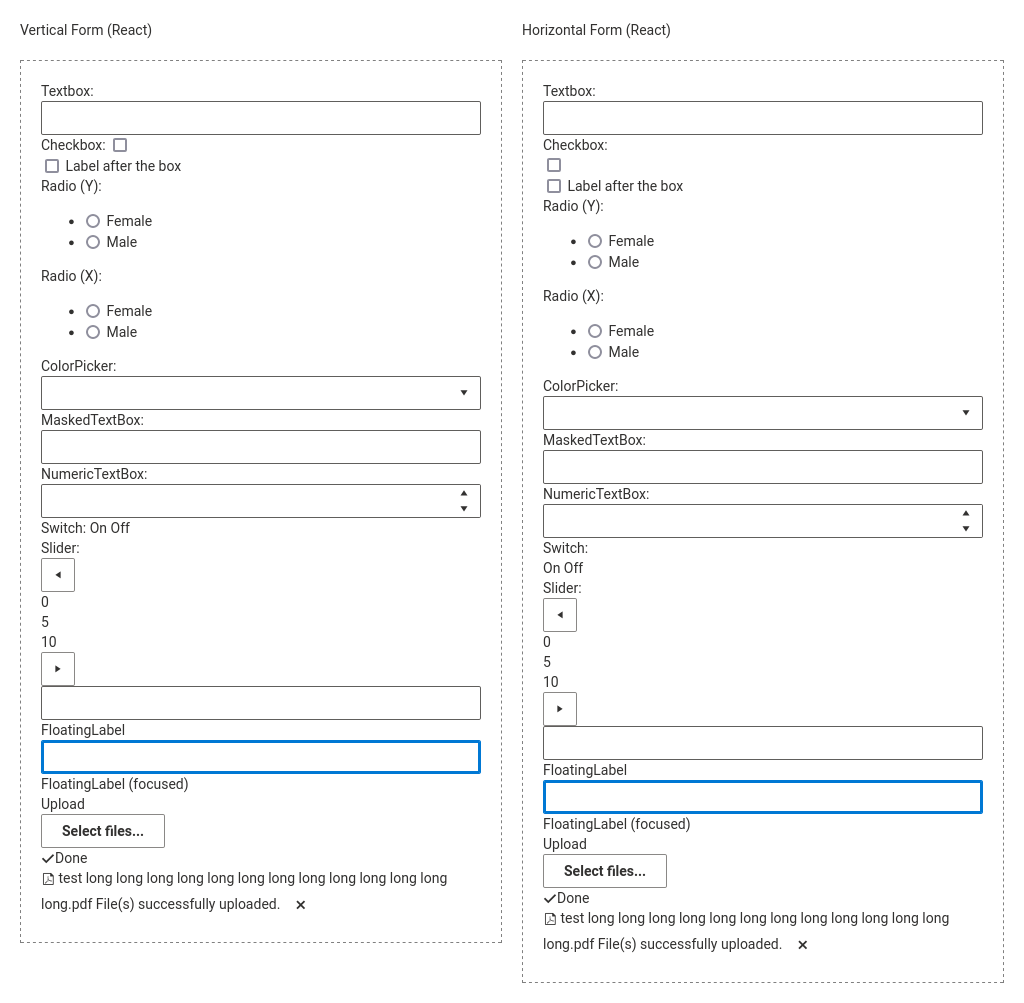 Vertical Form (React)
Textbox:
Checkbox:
Label after the box
Radio (Y):
Female
Male
Radio (X):
Female
Male
ColorPicker:
MaskedTextBox:
NumericTextBox:
Switch: On Off
Slider:
0
5
10
FloatingLabel
FloatingLabel (focused)
Upload
Select files...
Done
test long long long long long long long long long long long long
long.pdf File(s) successfully uploaded.
Horizontal Form (React)
Textbox:
Checkbox:
Label after the box
Radio (Y):
Female
Male
Radio (X):
Female
Male
ColorPicker:
MaskedTextBox:
NumericTextBox:
Switch:
On Off
Slider:
0
5
10
FloatingLabel
FloatingLabel (focused)
Upload
Select files...
Done
test long long long long long long long long long long long long
long.pdf File(s) successfully uploaded.